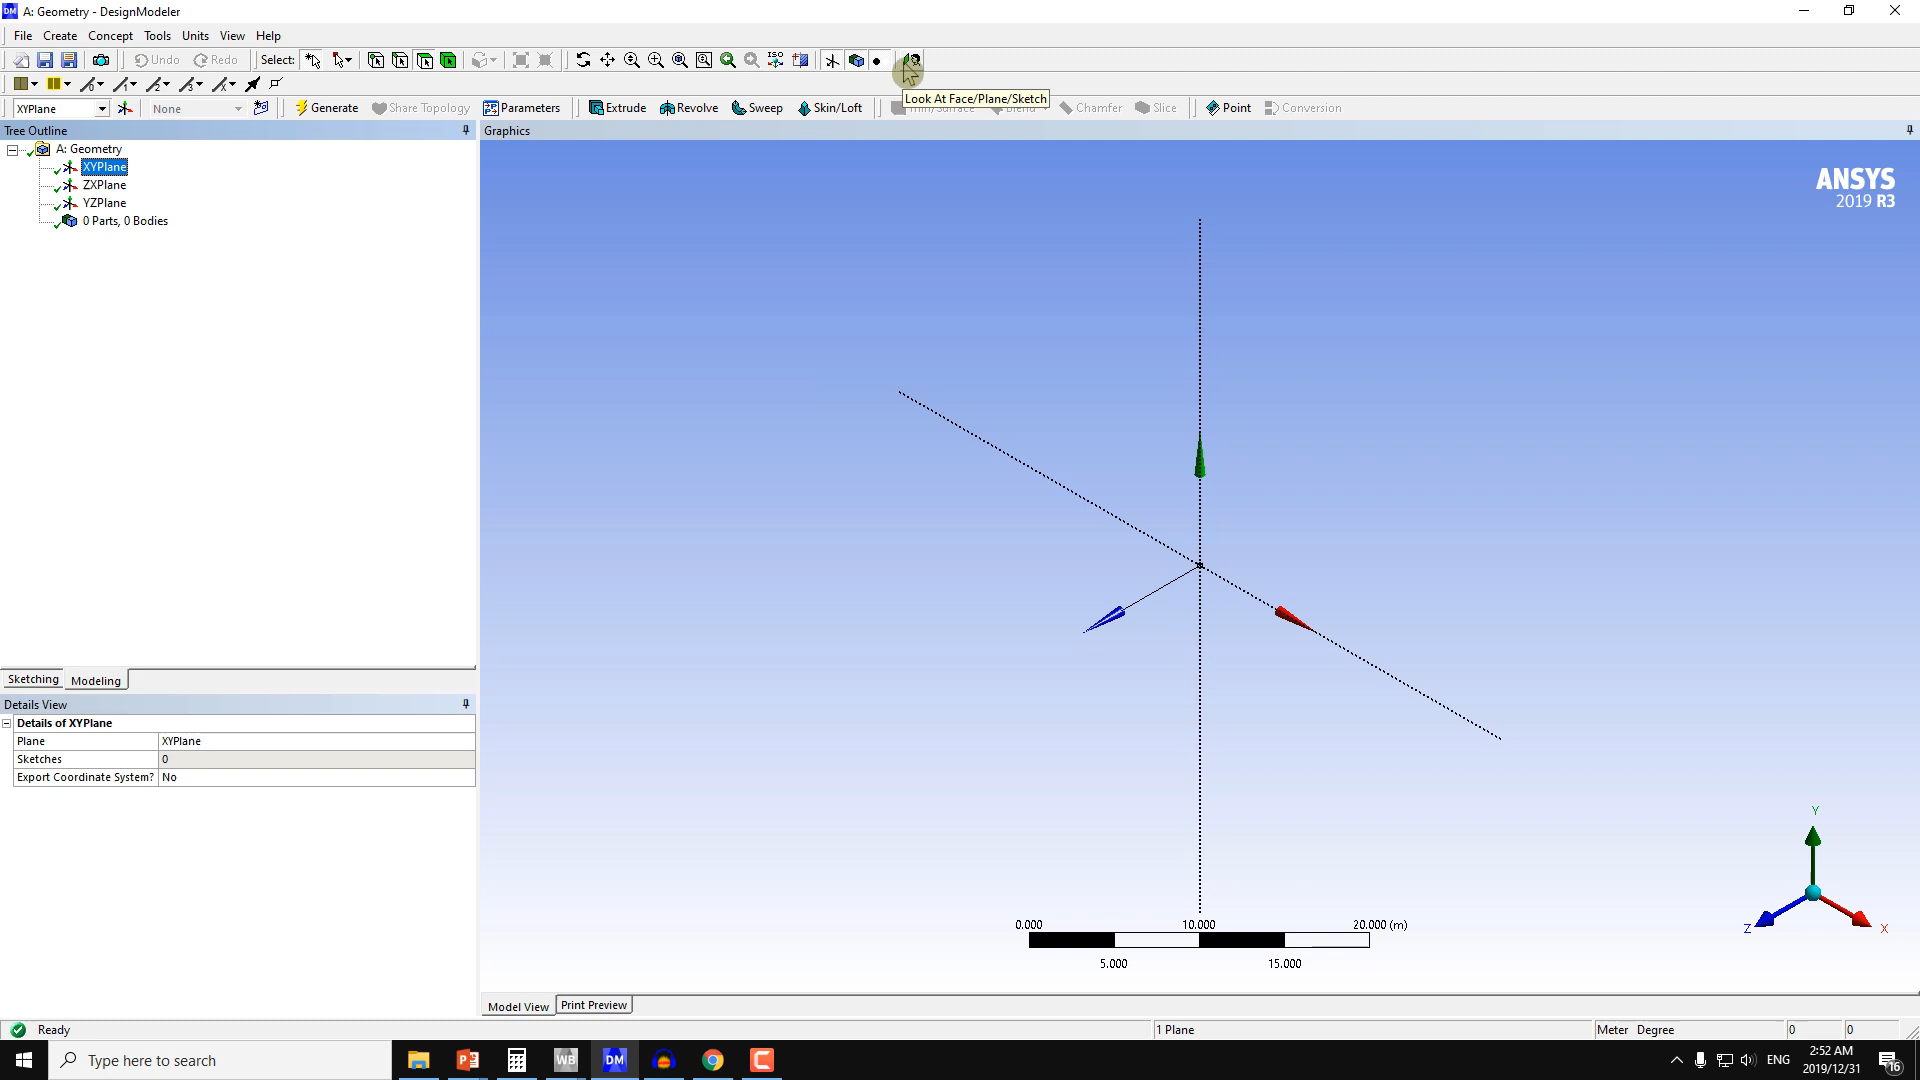 A: Geometry - DesignModeler
File Create Concept Tools Units View Help
Undo Redo Select: ISO
XYPlane None Generate Share Topology Parameters Extrude Revolve Sweep Skin/Loft Chamfer Slice Point Conversion
Look At Face/Plane/Sketch
Tree Outline
Graphics
A: Geometry
XYPlane
ZXPlane
YZPlane
0 Parts, 0 Bodies
ANSYS
2019 R3
Sketching Modeling
Details View
Details of XYPlane
Plane XYPlane
Sketches 0
Export Coordinate System? No
Y
Z
X
0.000 10.000 20.000 (m)
5.000 15.000
Model View Print Preview
Ready 1 Plane Meter Degree 0 0
Type here to search
WB DM
ENG
2:52 AM
2019/12/31
16